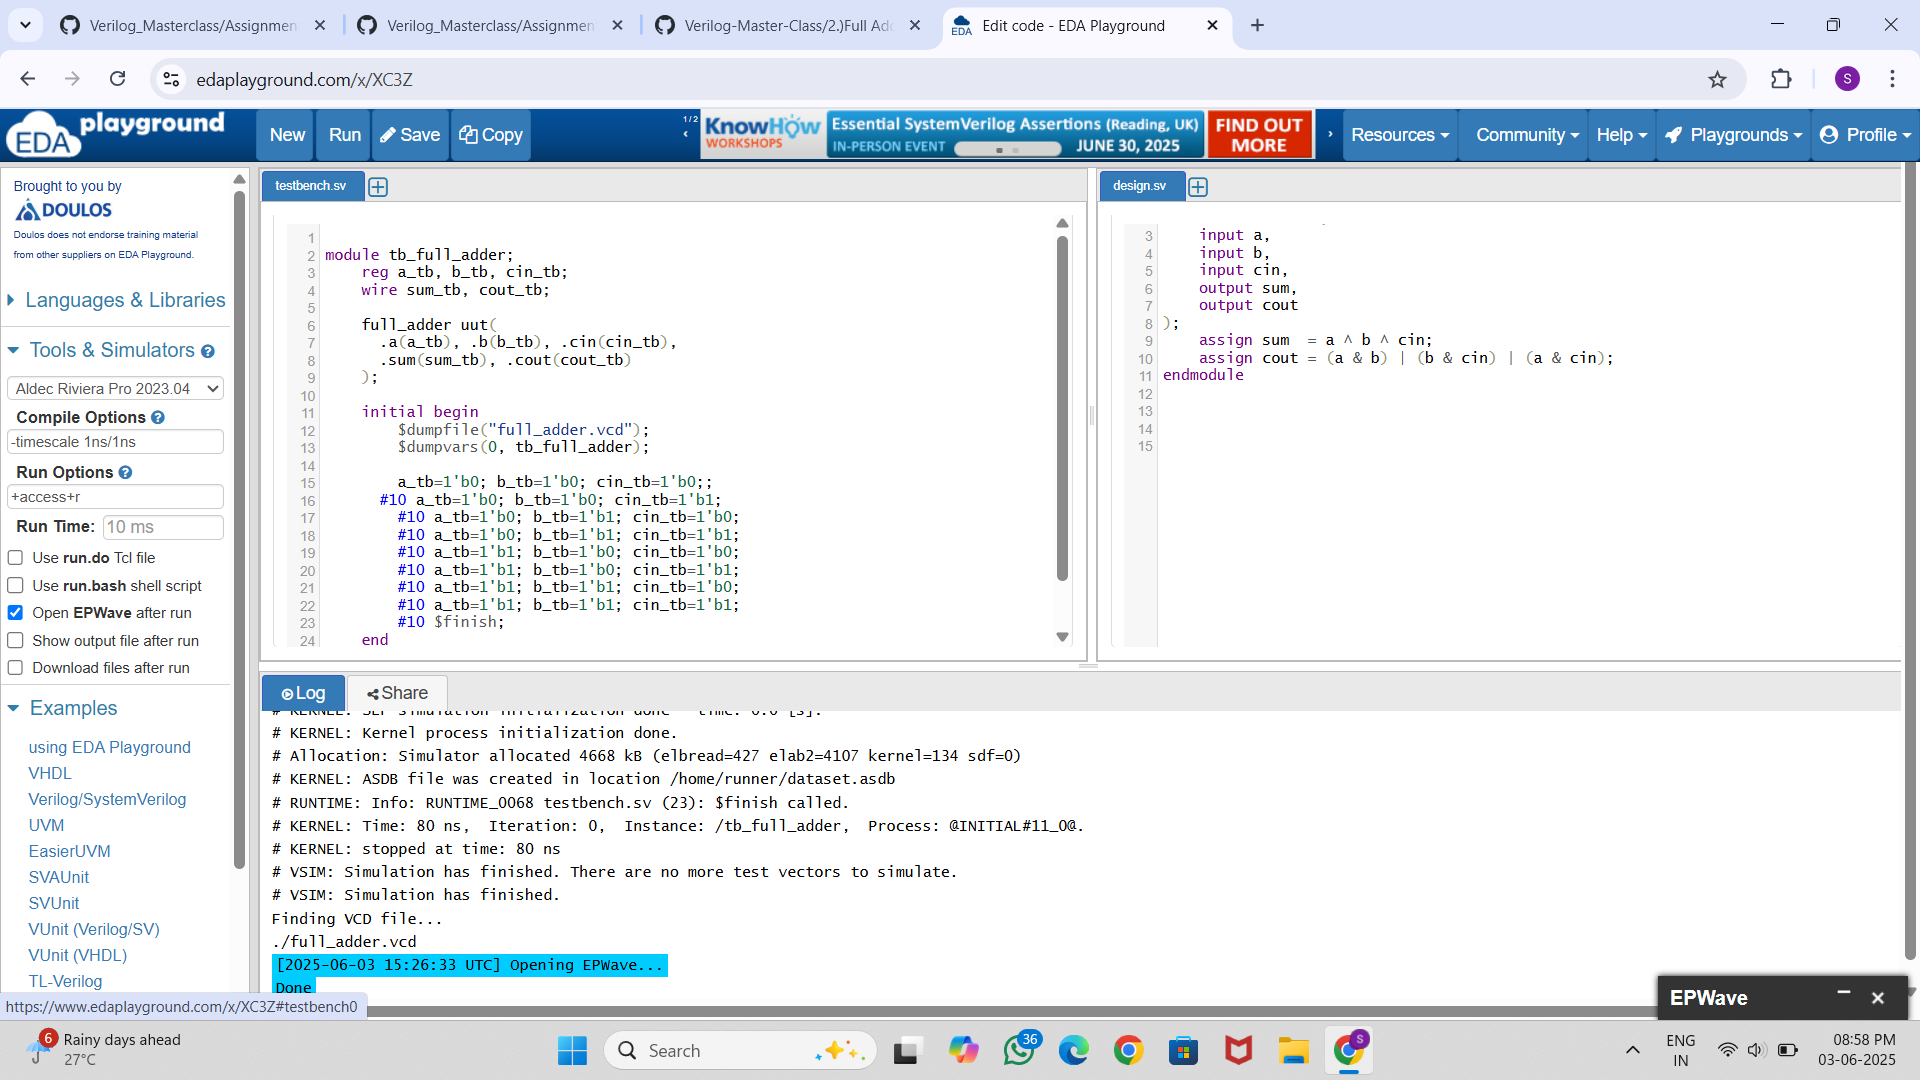 Verilog_Masterclass/Assignmen
Verilog_Masterclass/Assignmen
Verilog-Master-Class/2.)Full Ad
EDA
Edit code - EDA Playground
edaplayground.com/x/XC3Z
S
EDA playground
New
Run
Save
Copy
1/2
KnowHow WORKSHOPS
Essential SystemVerilog Assertions (Reading, UK)
IN-PERSON EVENT
JUNE 30, 2025
FIND OUT MORE
Resources
Community
Help
Playgrounds
Profile
Brought to you by
DOULOS
Doulos does not endorse training material
from other suppliers on EDA Playground.
Languages & Libraries
Tools & Simulators
Aldec Riviera Pro 2023.04
Compile Options
-timescale 1ns/1ns
Run Options
+access+r
Run Time: 10 ms
Use run.do Tcl file
Use run.bash shell script
Open EPWave after run
Show output file after run
Download files after run
Examples
using EDA Playground
VHDL
Verilog/SystemVerilog
UVM
EasierUVM
SVAUnit
SVUnit
VUnit (Verilog/SV)
VUnit (VHDL)
TL-Verilog
https://www.edaplayground.com/x/XC3Z#testbench0
testbench.sv
1
2 module tb_full_adder;
3 reg a_tb, b_tb, cin_tb;
4 wire sum_tb, cout_tb;
5
6 full_adder uut(
7 .a(a_tb), .b(b_tb), .cin(cin_tb),
8 .sum(sum_tb), .cout(cout_tb)
9 );
10
11 initial begin
12 $dumpfile("full_adder.vcd");
13 $dumpvars(0, tb_full_adder);
14
15 a_tb=1'b0; b_tb=1'b0; cin_tb=1'b0;;
16 #10 a_tb=1'b0; b_tb=1'b0; cin_tb=1'b1;
17 #10 a_tb=1'b0; b_tb=1'b1; cin_tb=1'b0;
18 #10 a_tb=1'b0; b_tb=1'b1; cin_tb=1'b1;
19 #10 a_tb=1'b1; b_tb=1'b0; cin_tb=1'b0;
20 #10 a_tb=1'b1; b_tb=1'b0; cin_tb=1'b1;
21 #10 a_tb=1'b1; b_tb=1'b1; cin_tb=1'b0;
22 #10 a_tb=1'b1; b_tb=1'b1; cin_tb=1'b1;
23 #10 $finish;
24 end
design.sv
3 input a,
4 input b,
5 input cin,
6 output sum,
7 output cout
8 );
9 assign sum = a ^ b ^ cin;
10 assign cout = (a & b) | (b & cin) | (a & cin);
11 endmodule
12
13
14
15
Log
Share
# KERNEL: SLP simulation initialization done - time: 0.0 [s].
# KERNEL: Kernel process initialization done.
# Allocation: Simulator allocated 4668 kB (elbread=427 elab2=4107 kernel=134 sdf=0)
# KERNEL: ASDB file was created in location /home/runner/dataset.asdb
# RUNTIME: Info: RUNTIME_0068 testbench.sv (23): $finish called.
# KERNEL: Time: 80 ns, Iteration: 0, Instance: /tb_full_adder, Process: @INITIAL#11_0@.
# KERNEL: stopped at time: 80 ns
# VSIM: Simulation has finished. There are no more test vectors to simulate.
# VSIM: Simulation has finished.
Finding VCD file...
./full_adder.vcd
[2025-06-03 15:26:33 UTC] Opening EPWave...
Done
EPWave
6
Rainy days ahead
27°C
Search
36
S
ENG
IN
08:58 PM
03-06-2025